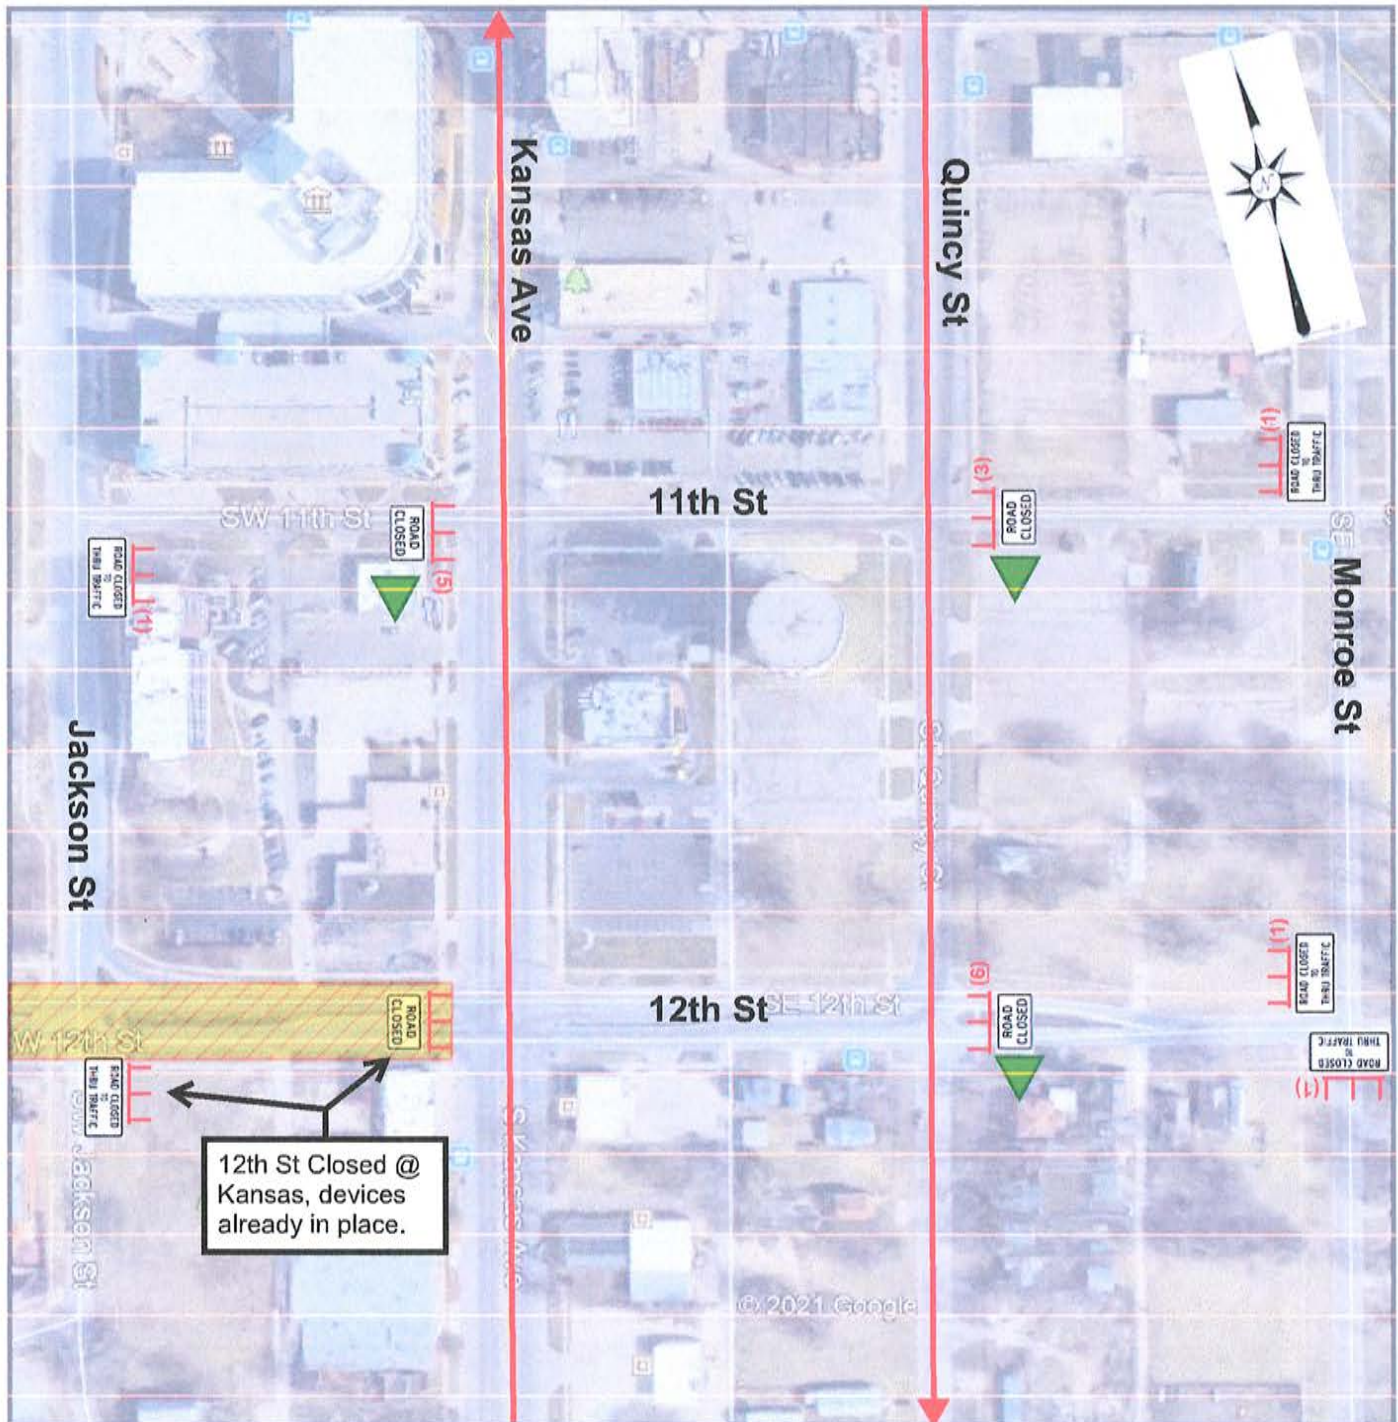 Kansas Ave
Quincy St
N
(1)
ROAD CLOSED
TO
THRU TRAFFIC
(3)
ROAD
CLOSED
11th St
SW 11th St
ROAD
CLOSED
(5)
ROAD CLOSED
TO
THRU TRAFFIC
(1)
SE
Monroe St
Jackson St
SE Quincy St
(1)
ROAD CLOSED
TO
THRU TRAFFIC
(6)
ROAD
CLOSED
12th St
SE 12th St
ROAD
CLOSED
W 12th St
ROAD CLOSED
TO
THRU TRAFFIC
(1)
ROAD CLOSED
TO
THRU TRAFFIC
12th St Closed @
Kansas, devices
already in place.
S Kansas Ave
SW Jackson St
© 2021 Google